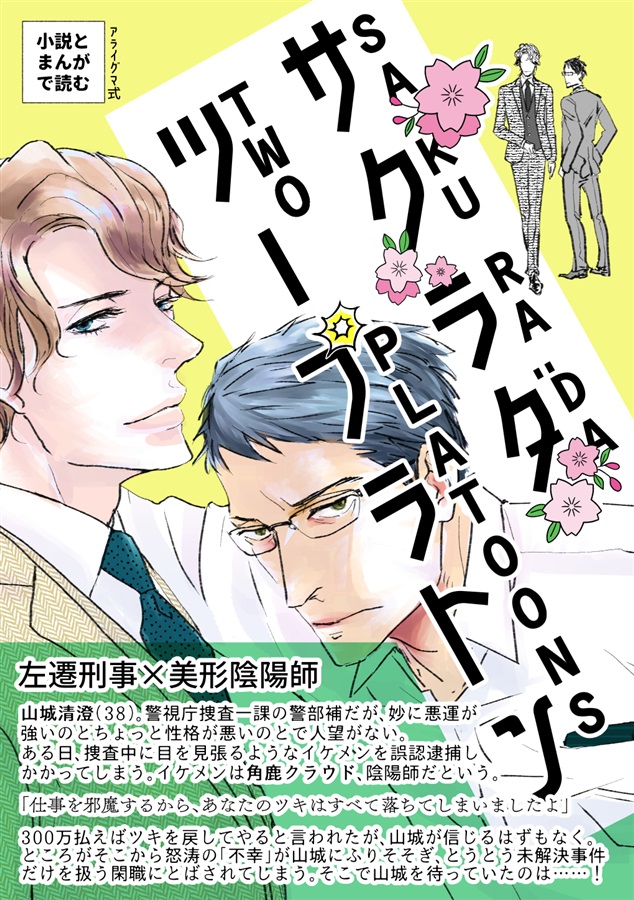 小説と
まんが
で読む
アライグマ式
サクラダ
SAKURADA
ツープラトン
TWO PLATOONS
左遷刑事×美形陰陽師
山城清澄(38)。警視庁捜査一課の警部補だが、妙に悪運が
強いのとちょっと性格が悪いのとで人望がない。
ある日、捜査中に目を見張るようなイケメンを誤認逮捕し
かかってしまう。イケメンは角鹿クラウド、陰陽師だという。
「仕事を邪魔するから、あなたのツキはすべて落ちてしまいましたよ」
300万払えばツキを戻してやると言われたが、山城が信じるはずもなく。
ところがそこから怒涛の「不幸」が山城にふりそそぎ、とうとう未解決事件
だけを扱う閑職にとばされてしまう。そこで山城を待っていたのは……!